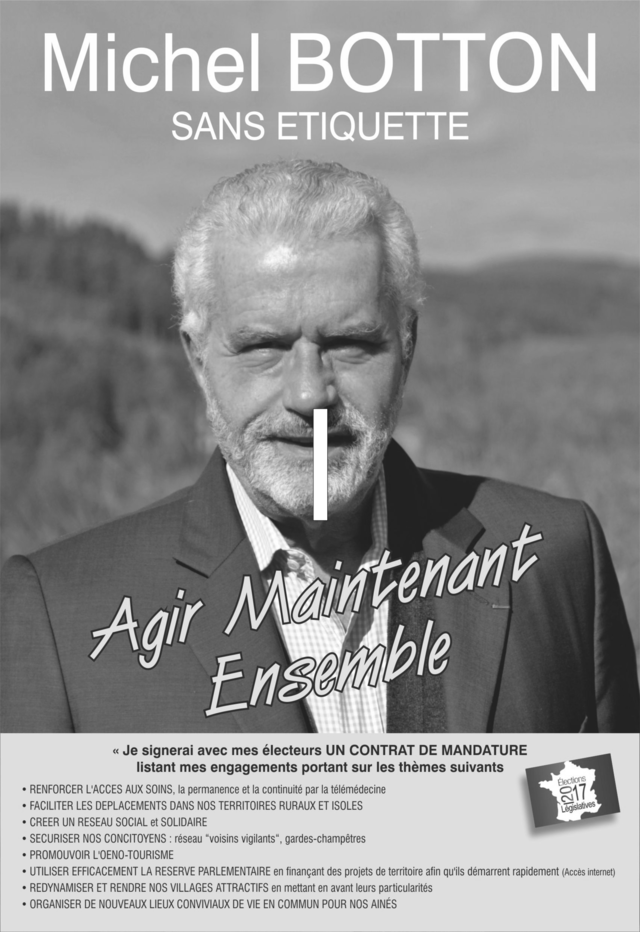 Michel BOTTON
SANS ETIQUETTE
Agir Maintenant
Ensemble
« Je signerai avec mes électeurs UN CONTRAT DE MANDATURE
listant mes engagements portant sur les thèmes suivants
• RENFORCER L'ACCES AUX SOINS, la permanence et la continuité par la télémédecine
• FACILITER LES DEPLACEMENTS DANS NOS TERRITOIRES RURAUX ET ISOLES
• CREER UN RESEAU SOCIAL et SOLIDAIRE
• SECURISER NOS CONCITOYENS : réseau "voisins vigilants", gardes-champêtres
• PROMOUVOIR L'OENO-TOURISME
• UTILISER EFFICACEMENT LA RESERVE PARLEMENTAIRE en finançant des projets de territoire afin qu'ils démarrent rapidement (Accès internet)
• REDYNAMISER ET RENDRE NOS VILLAGES ATTRACTIFS en mettant en avant leurs particularités
• ORGANISER DE NOUVEAUX LIEUX CONVIVIAUX DE VIE EN COMMUN POUR NOS AINÉS
Élections
2017
Législatives